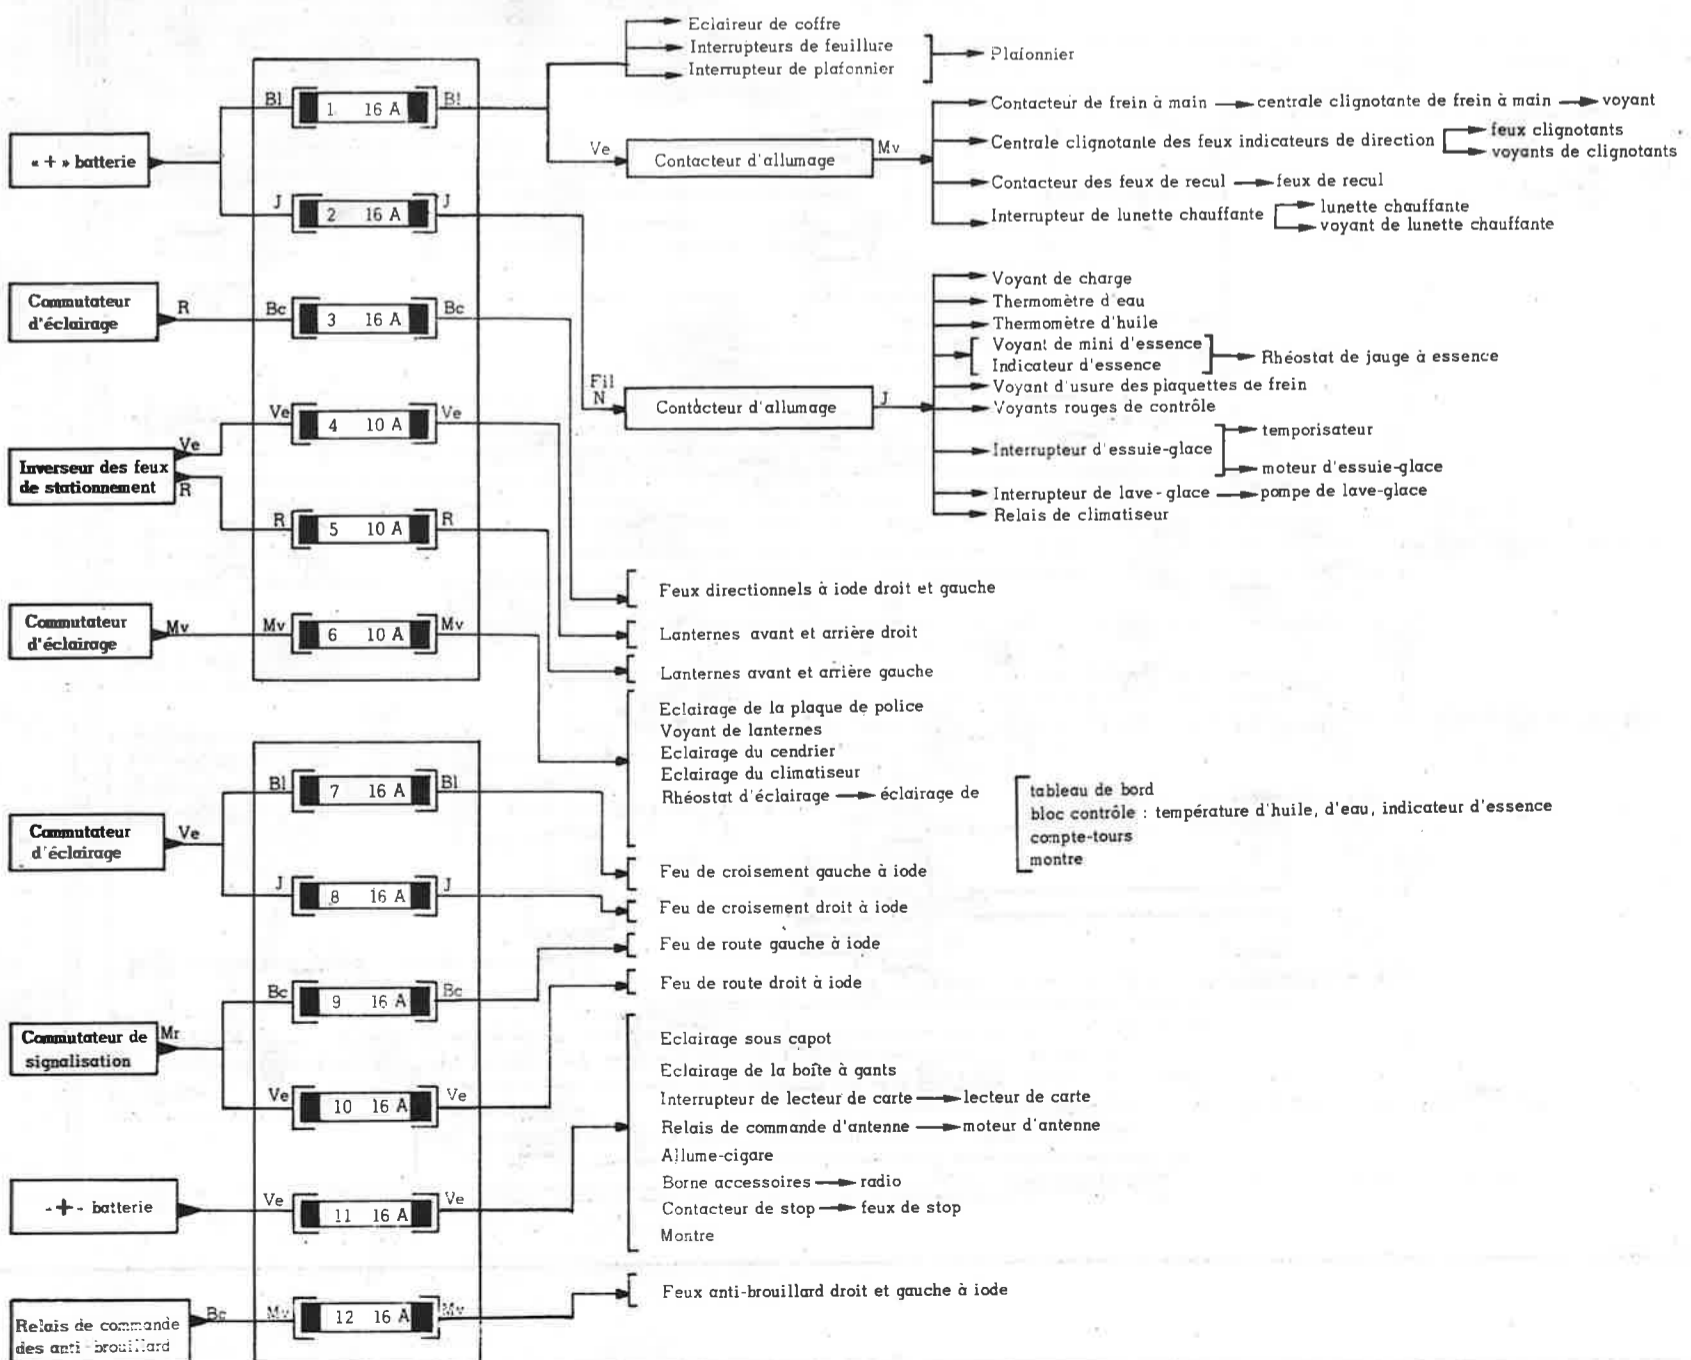 Eclaireur de coffre
Interrupteurs de feuillure
Interrupteur de plafonnier
Plafonnier
« + » batterie
Bl 1 16 A Bl
J 2 16 A J
Ve Contacteur d'allumage Mv
Contacteur de frein à main centrale clignotante de frein à main voyant
Centrale clignotante des feux indicateurs de direction
feux clignotants
voyants de clignotants
Contacteur des feux de recul feux de recul
Interrupteur de lunette chauffante
lunette chauffante
voyant de lunette chauffante
Commutateur
d'éclairage
R Bc 3 16 A Bc
Fil
N
Contacteur d'allumage J
Voyant de charge
Thermomètre d'eau
Thermomètre d'huile
Voyant de mini d'essence
Indicateur d'essence
Rhéostat de jauge à essence
Voyant d'usure des plaquettes de frein
Voyants rouges de contrôle
Interrupteur d'essuie-glace
temporisateur
moteur d'essuie-glace
Interrupteur de lave-glace pompe de lave-glace
Relais de climatiseur
Inverseur des feux
de stationnement
Ve
R
Ve 4 10 A Ve
R 5 10 A R
Commutateur
d'éclairage
Mv Mv 6 10 A Mv
Feux directionnels à iode droit et gauche
Lanternes avant et arrière droit
Lanternes avant et arrière gauche
Eclairage de la plaque de police
Voyant de lanternes
Eclairage du cendrier
Eclairage du climatiseur
Rhéostat d'éclairage éclairage de
tableau de bord
bloc contrôle : température d'huile, d'eau, indicateur d'essence
compte-tours
montre
Commutateur
d'éclairage
Ve
Bl 7 16 A Bl
J 8 16 A J
Feu de croisement gauche à iode
Feu de croisement droit à iode
Feu de route gauche à iode
Feu de route droit à iode
Commutateur de
signalisation
Mr
Bc 9 16 A Bc
Ve 10 16 A Ve
Eclairage sous capot
Eclairage de la boîte à gants
Interrupteur de lecteur de carte lecteur de carte
Relais de commande d'antenne moteur d'antenne
Allume-cigare
Borne accessoires radio
Contacteur de stop feux de stop
Montre
-+- batterie
Ve 11 16 A Ve
Relais de commande
des anti-brouillard
Bc Mv 12 16 A Mv
Feux anti-brouillard droit et gauche à iode